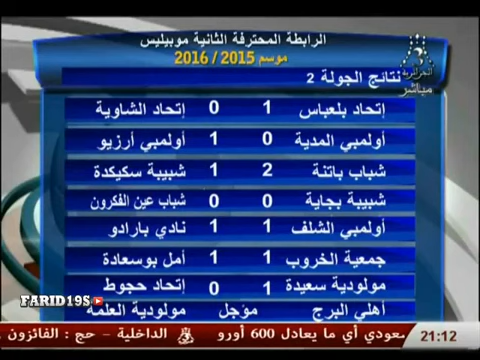 الرابطة المحترفة الثانية موبيليس
موسم 2015 / 2016
نتائج الجولة 2
الجزائرية
مباشر
إتحاد بلعباس 1 0 إتحاد الشاوية
أولمبي المدية 0 1 أولمبي أرزيو
شباب باتنة 2 1 شبيبة سكيكدة
شبيبة بجاية 0 0 شباب عين الفكرون
أولمبي الشلف 1 1 نادي بارادو
جمعية الخروب 1 1 أمل بوسعادة
مولودية سعيدة 1 0 إتحاد حجوط
أهلي البرج مؤجل مولودية العلمة
FARID19S
21:12 سعودي أي ما يعادل 600 أورو الداخلية - حج : الفائزون